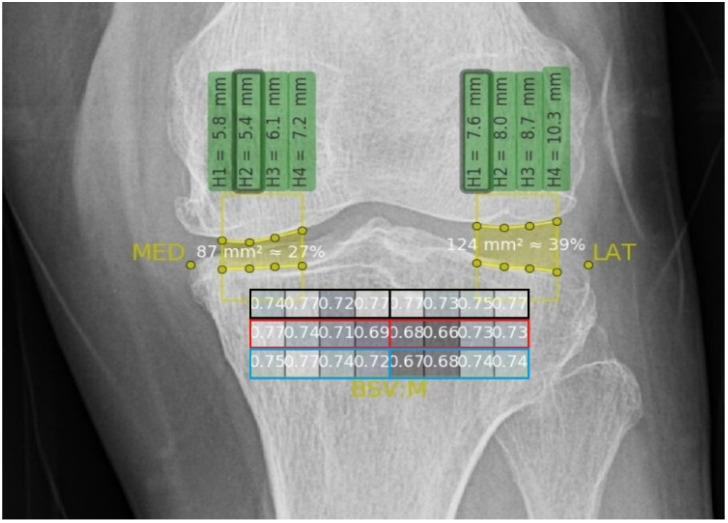 H1 = 5.8 mm
H2 = 5.4 mm
H3 = 6.1 mm
H4 = 7.2 mm
H1 = 7.6 mm
H2 = 8.0 mm
H3 = 8.7 mm
H4 = 10.3 mm
MED 87 mm² ≈ 27% 124 mm² ≈ 39% LAT
0.74 0.77 0.72 0.77 0.77 0.73 0.75 0.77
0.77 0.74 0.71 0.69 0.68 0.66 0.73 0.73
0.75 0.77 0.74 0.72 0.67 0.68 0.74 0.74
BSV:M